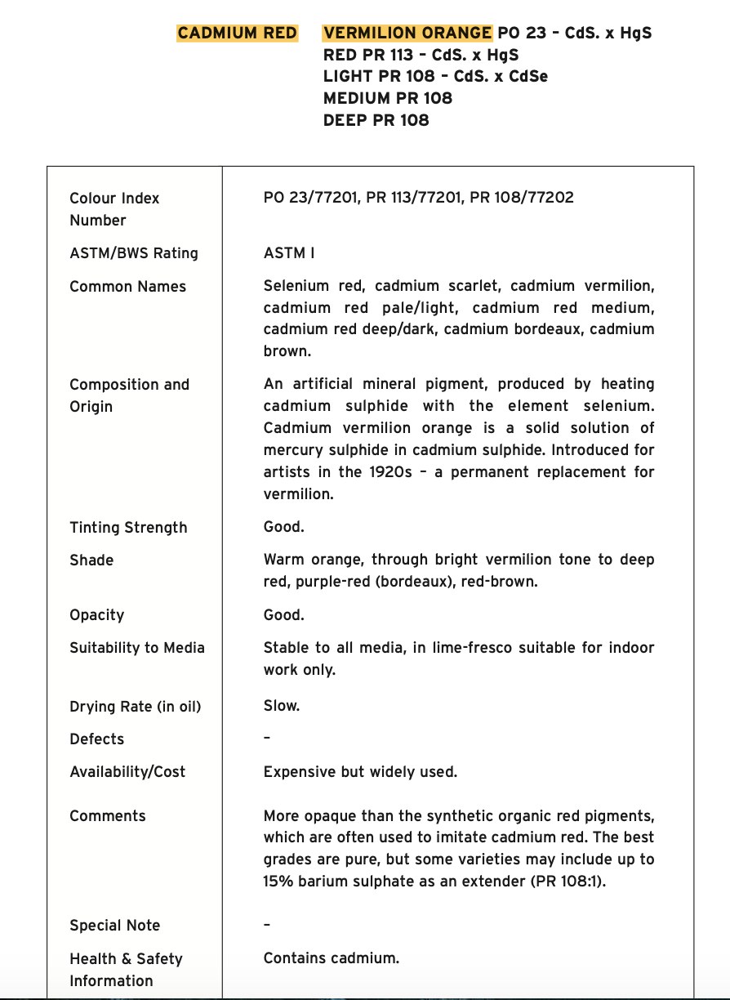 CADMIUM RED VERMILION ORANGE PO 23 – CdS. x HgS
RED PR 113 – CdS. x HgS
LIGHT PR 108 – CdS. x CdSe
MEDIUM PR 108
DEEP PR 108
Colour Index
Number
PO 23/77201, PR 113/77201, PR 108/77202
ASTM/BWS Rating
ASTM I
Common Names
Selenium red, cadmium scarlet, cadmium vermilion,
cadmium red pale/light, cadmium red medium,
cadmium red deep/dark, cadmium bordeaux, cadmium
brown.
Composition and
Origin
An artificial mineral pigment, produced by heating
cadmium sulphide with the element selenium.
Cadmium vermilion orange is a solid solution of
mercury sulphide in cadmium sulphide. Introduced for
artists in the 1920s – a permanent replacement for
vermilion.
Tinting Strength
Good.
Shade
Warm orange, through bright vermilion tone to deep
red, purple-red (bordeaux), red-brown.
Opacity
Good.
Suitability to Media
Stable to all media, in lime-fresco suitable for indoor
work only.
Drying Rate (in oil)
Slow.
Defects
–
Availability/Cost
Expensive but widely used.
Comments
More opaque than the synthetic organic red pigments,
which are often used to imitate cadmium red. The best
grades are pure, but some varieties may include up to
15% barium sulphate as an extender (PR 108:1).
Special Note
–
Health & Safety
Information
Contains cadmium.